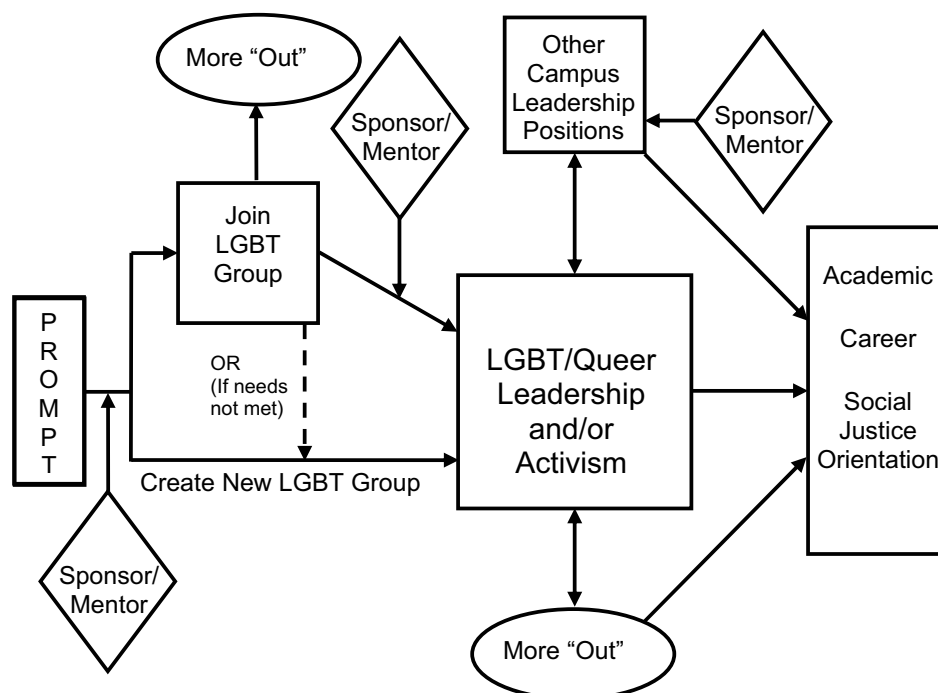 More “Out”
Sponsor/
Mentor
Other
Campus
Leadership
Positions
Sponsor/
Mentor
Join
LGBT
Group
P
R
O
M
P
T
OR
(If needs
not met)
Create New LGBT Group
LGBT/Queer
Leadership
and/or
Activism
Academic
Career
Social
Justice
Orientation
Sponsor/
Mentor
More “Out”